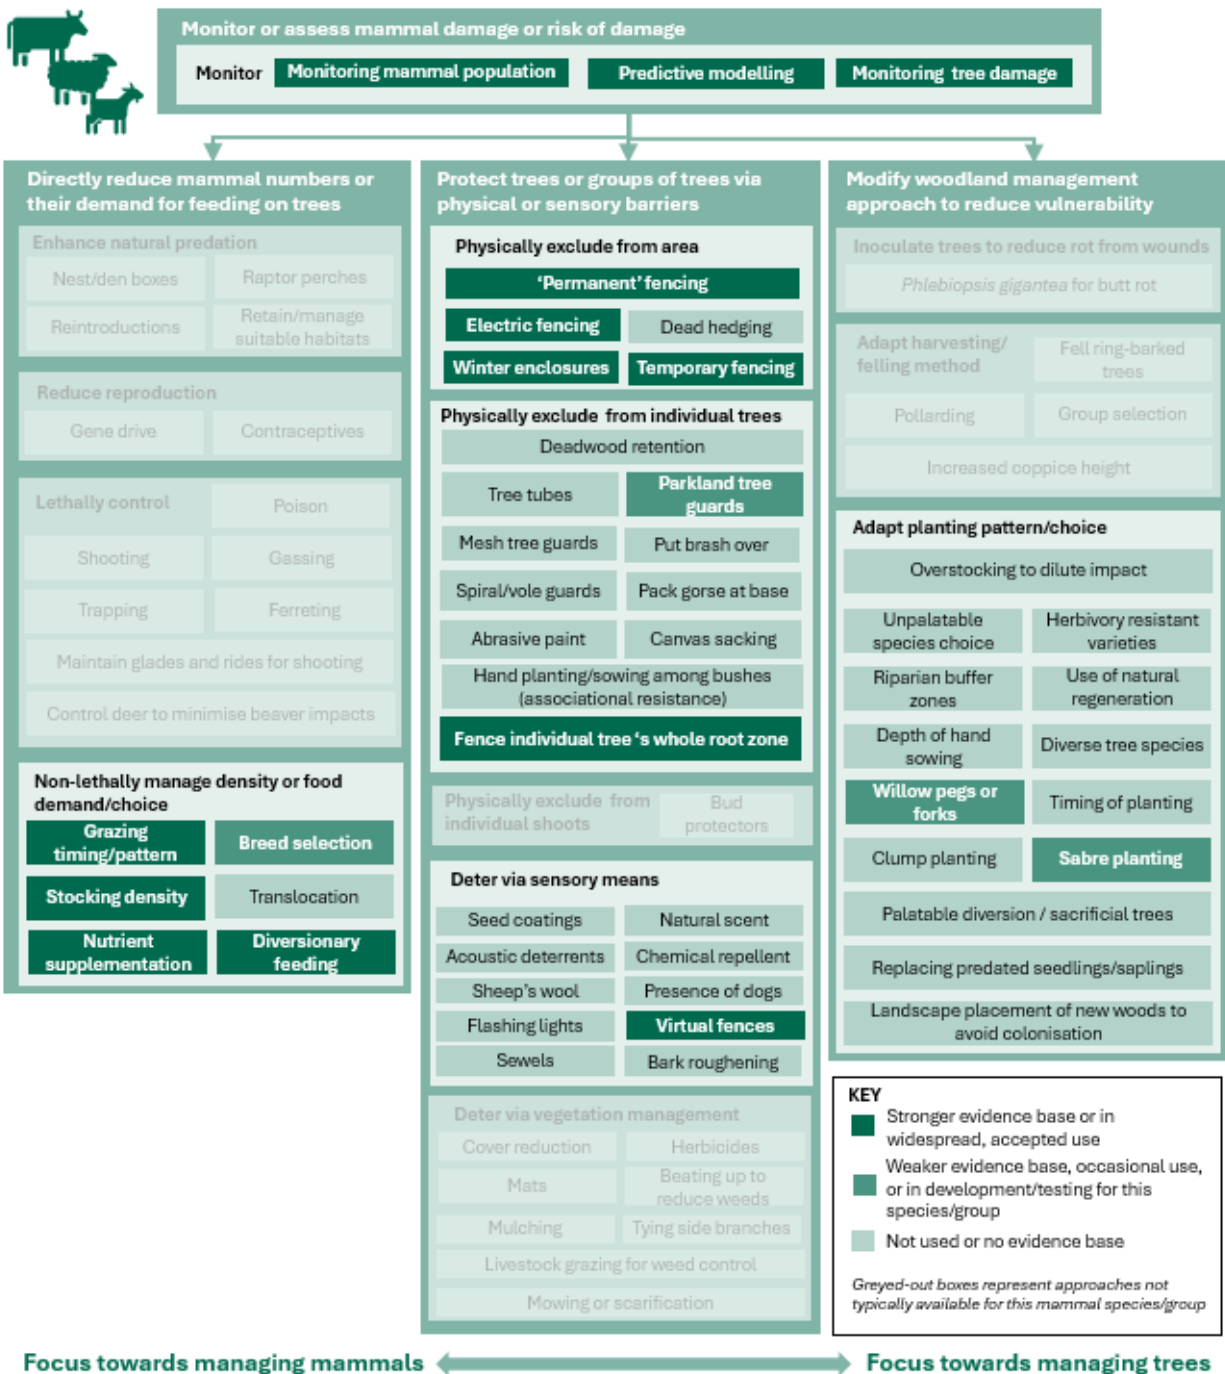 Monitor or assess mammal damage or risk of damage
Monitor
Monitoring mammal population
Predictive modelling
Monitoring tree damage
Directly reduce mammal numbers or
their demand for feeding on trees
Enhance natural predation
Nest/den boxes
Raptor perches
Reintroductions
Retain/manage
suitable habitats
Reduce reproduction
Gene drive
Contraceptives
Lethally control
Poison
Shooting
Gassing
Trapping
Ferreting
Maintain glades and rides for shooting
Control deer to minimise beaver impacts
Non-lethally manage density or food
demand/choice
Grazing
timing/pattern
Breed selection
Stocking density
Translocation
Nutrient
supplementation
Diversionary
feeding
Protect trees or groups of trees via
physical or sensory barriers
Physically exclude from area
‘Permanent’ fencing
Electric fencing
Dead hedging
Winter enclosures
Temporary fencing
Physically exclude from individual trees
Deadwood retention
Tree tubes
Parkland tree
guards
Mesh tree guards
Put brash over
Spiral/vole guards
Pack gorse at base
Abrasive paint
Canvas sacking
Hand planting/sowing among bushes
(associational resistance)
Fence individual tree‘s whole root zone
Physically exclude from
individual shoots
Bud
protectors
Deter via sensory means
Seed coatings
Natural scent
Acoustic deterrents
Chemical repellent
Sheep’s wool
Presence of dogs
Flashing lights
Virtual fences
Sewels
Bark roughening
Deter via vegetation management
Cover reduction
Herbicides
Mats
Beating up to
reduce weeds
Mulching
Tying side branches
Livestock grazing for weed control
Mowing or scarification
Modify woodland management
approach to reduce vulnerability
Inoculate trees to reduce rot from wounds
Phlebiopsis gigantea for butt rot
Adapt harvesting/
felling method
Fell ring-barked
trees
Pollarding
Group selection
Increased coppice height
Adapt planting pattern/choice
Overstocking to dilute impact
Unpalatable
species choice
Herbivory resistant
varieties
Riparian buffer
zones
Use of natural
regeneration
Depth of hand
sowing
Diverse tree species
Willow pegs or
forks
Timing of planting
Clump planting
Sabre planting
Palatable diversion / sacrificial trees
Replacing predated seedlings/saplings
Landscape placement of new woods to
avoid colonisation
KEY
Stronger evidence base or in
widespread, accepted use
Weaker evidence base, occasional use,
or in development/testing for this
species/group
Not used or no evidence base
Greyed-out boxes represent approaches not
typically available for this mammal species/group
Focus towards managing mammals
Focus towards managing trees